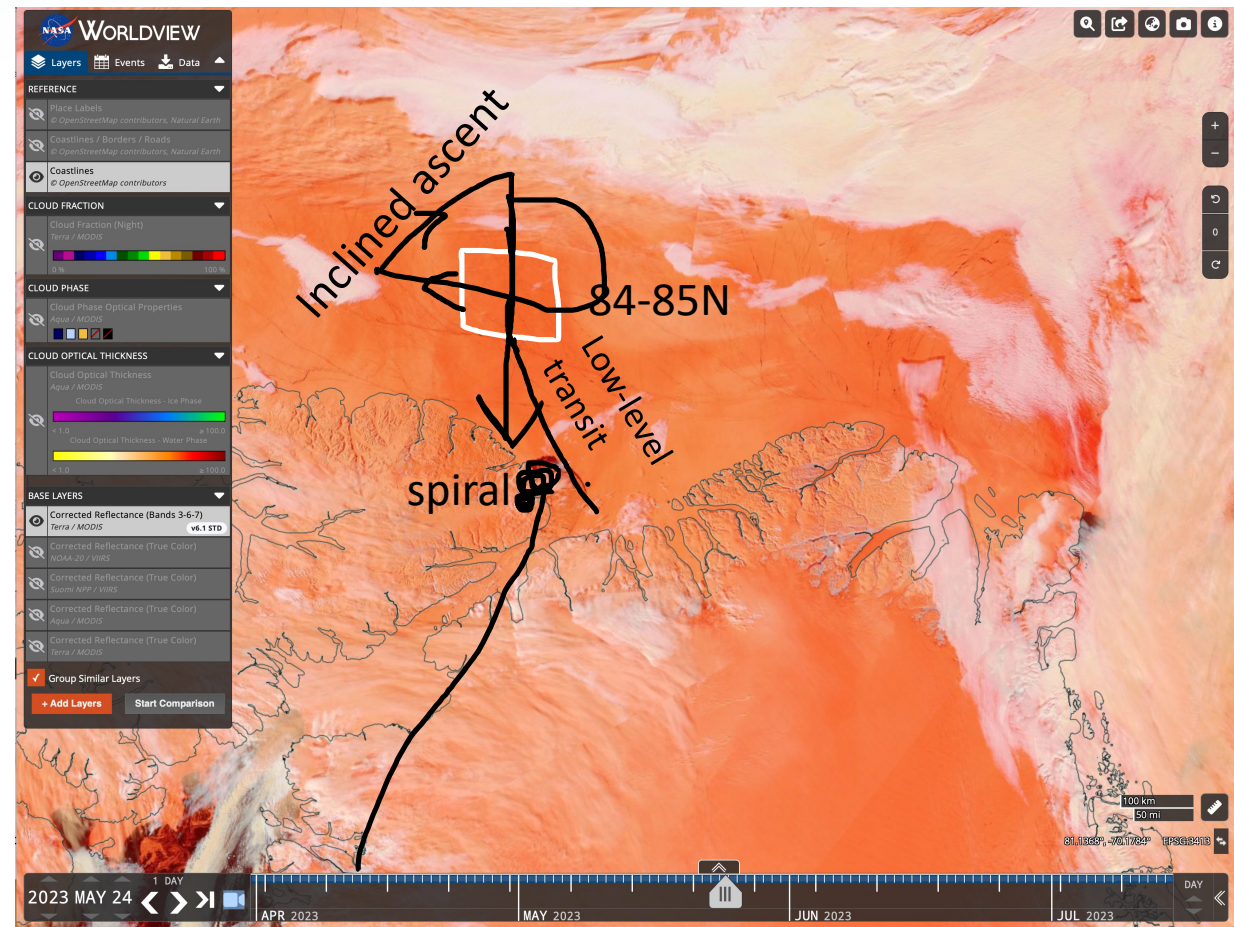 NASA WORLDVIEW
Layers Events Data
REFERENCE
Place Labels
© OpenStreetMap contributors, Natural Earth
Coastlines / Borders / Roads
© OpenStreetMap contributors, Natural Earth
Coastlines
© OpenStreetMap contributors
CLOUD FRACTION
Cloud Fraction (Night)
Terra / MODIS
0 % 100 %
CLOUD PHASE
Cloud Phase Optical Properties
Aqua / MODIS
CLOUD OPTICAL THICKNESS
Cloud Optical Thickness
Aqua / MODIS
Cloud Optical Thickness - Ice Phase
< 1.0 ≥ 100.0
Cloud Optical Thickness - Water Phase
< 1.0 ≥ 100.0
BASE LAYERS
Corrected Reflectance (Bands 3-6-7)
Terra / MODIS v6.1 STD
Corrected Reflectance (True Color)
NOAA-20 / VIIRS
Corrected Reflectance (True Color)
Suomi NPP / VIIRS
Corrected Reflectance (True Color)
Aqua / MODIS
Corrected Reflectance (True Color)
Terra / MODIS
Group Similar Layers
+ Add Layers Start Comparison
Inclined ascent
84-85N
Low-level
transit
spiral
0
100 km
50 mi
81.1368°, -70.1784° EPSG:3413
1 DAY
2023 MAY 24
APR 2023 MAY 2023 JUN 2023 JUL 2023
DAY